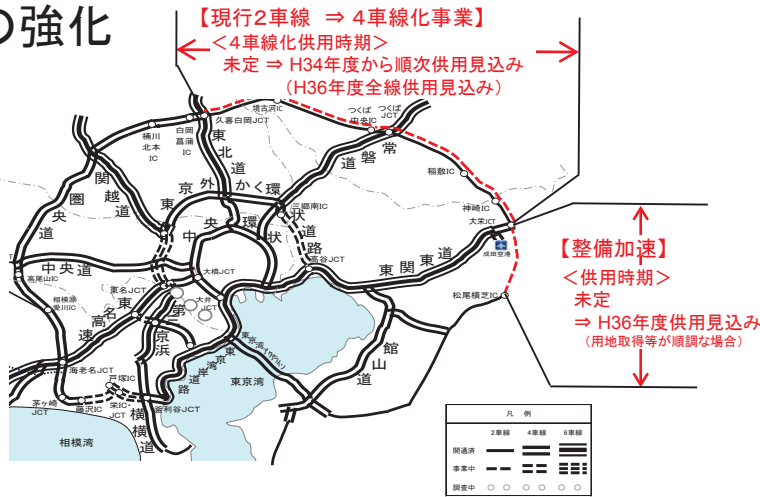 の強化
【現行2車線 ⇒ 4車線化事業】
＜4車線化供用時期＞
未定 ⇒ H34年度から順次供用見込み
（H36年度全線供用見込み）
境古河IC
つくば中央IC
つくばJCT
久喜白岡JCT
白岡菖蒲IC
桶川北本IC
東北道
常磐道
稲敷IC
関越道
東京外かく環状道路
圏央道
中央環状
三郷南IC
神崎IC
大栄JCT
成田空港
【整備加速】
＜供用時期＞
未定
⇒ H36年度供用見込み
(用地取得等が順調な場合)
中央道
高尾山IC
大橋JCT
高谷JCT
東関東道
松尾横芝IC
相模原愛川IC
東名JCT
東名高速
大井JCT
第三京浜
東京湾岸道路
東京湾
館山道
海老名JCT
戸塚IC
茅ヶ崎JCT
藤沢IC
栄IC・JCT
釜利谷JCT
横横道
相模湾
凡 例
2車線 4車線 6車線
開通済
事業中
調査中